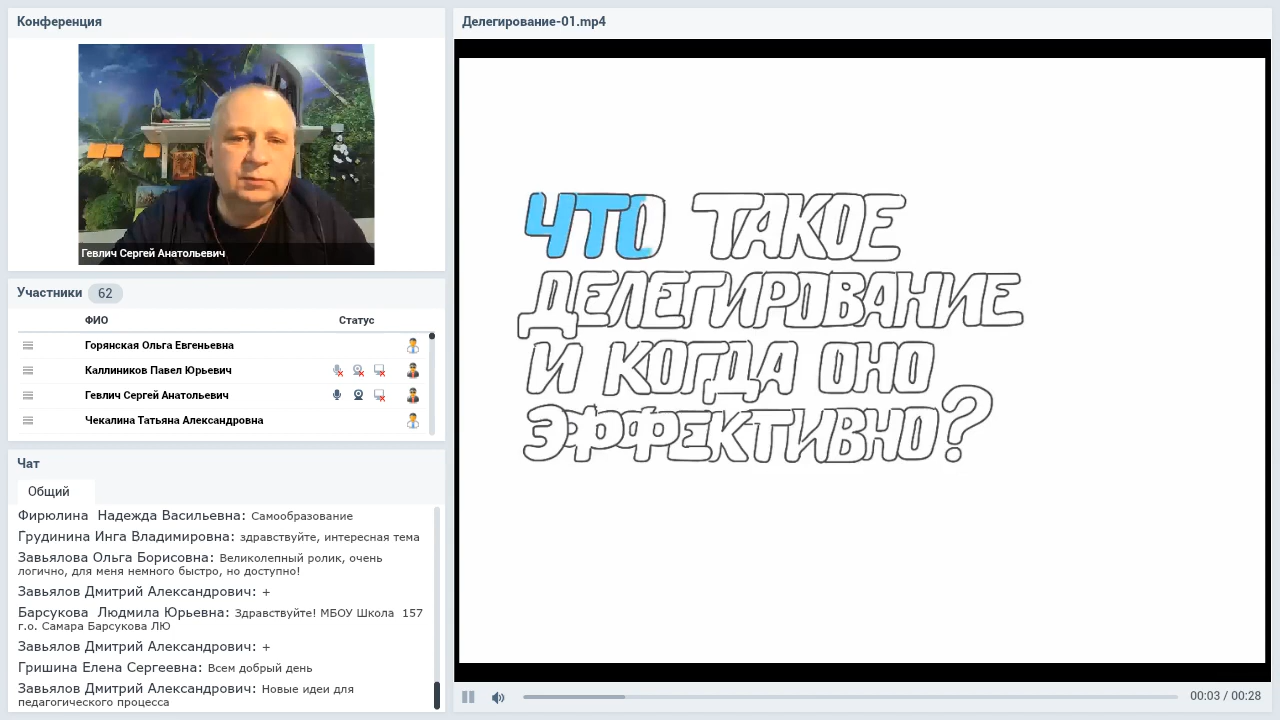 Конференция
Гевлич Сергей Анатольевич
Участники 62
ФИО Статус
Горянская Ольга Евгеньевна
Каллиников Павел Юрьевич
Гевлич Сергей Анатольевич
Чекалина Татьяна Александровна
Чат
Общий
Фирюлина  Надежда Васильевна: Самообразование
Грудинина Инга Владимировна: здравствуйте, интересная тема
Завьялова Ольга Борисовна: Великолепный ролик, очень
логично, для меня немного быстро, но доступно!
Завьялов Дмитрий Александрович: +
Барсукова  Людмила Юрьевна: Здравствуйте! МБОУ Школа  157
г.о. Самара Барсукова ЛЮ
Завьялов Дмитрий Александрович: +
Гришина Елена Сергеевна: Всем добрый день
Завьялов Дмитрий Александрович: Новые идеи для
педагогического процесса
Делегирование-01.mp4
ЧТО ТАКОЕ
ДЕЛЕГИРОВАНИЕ
И КОГДА ОНО
ЭФФЕКТИВНО?
00:03 / 00:28